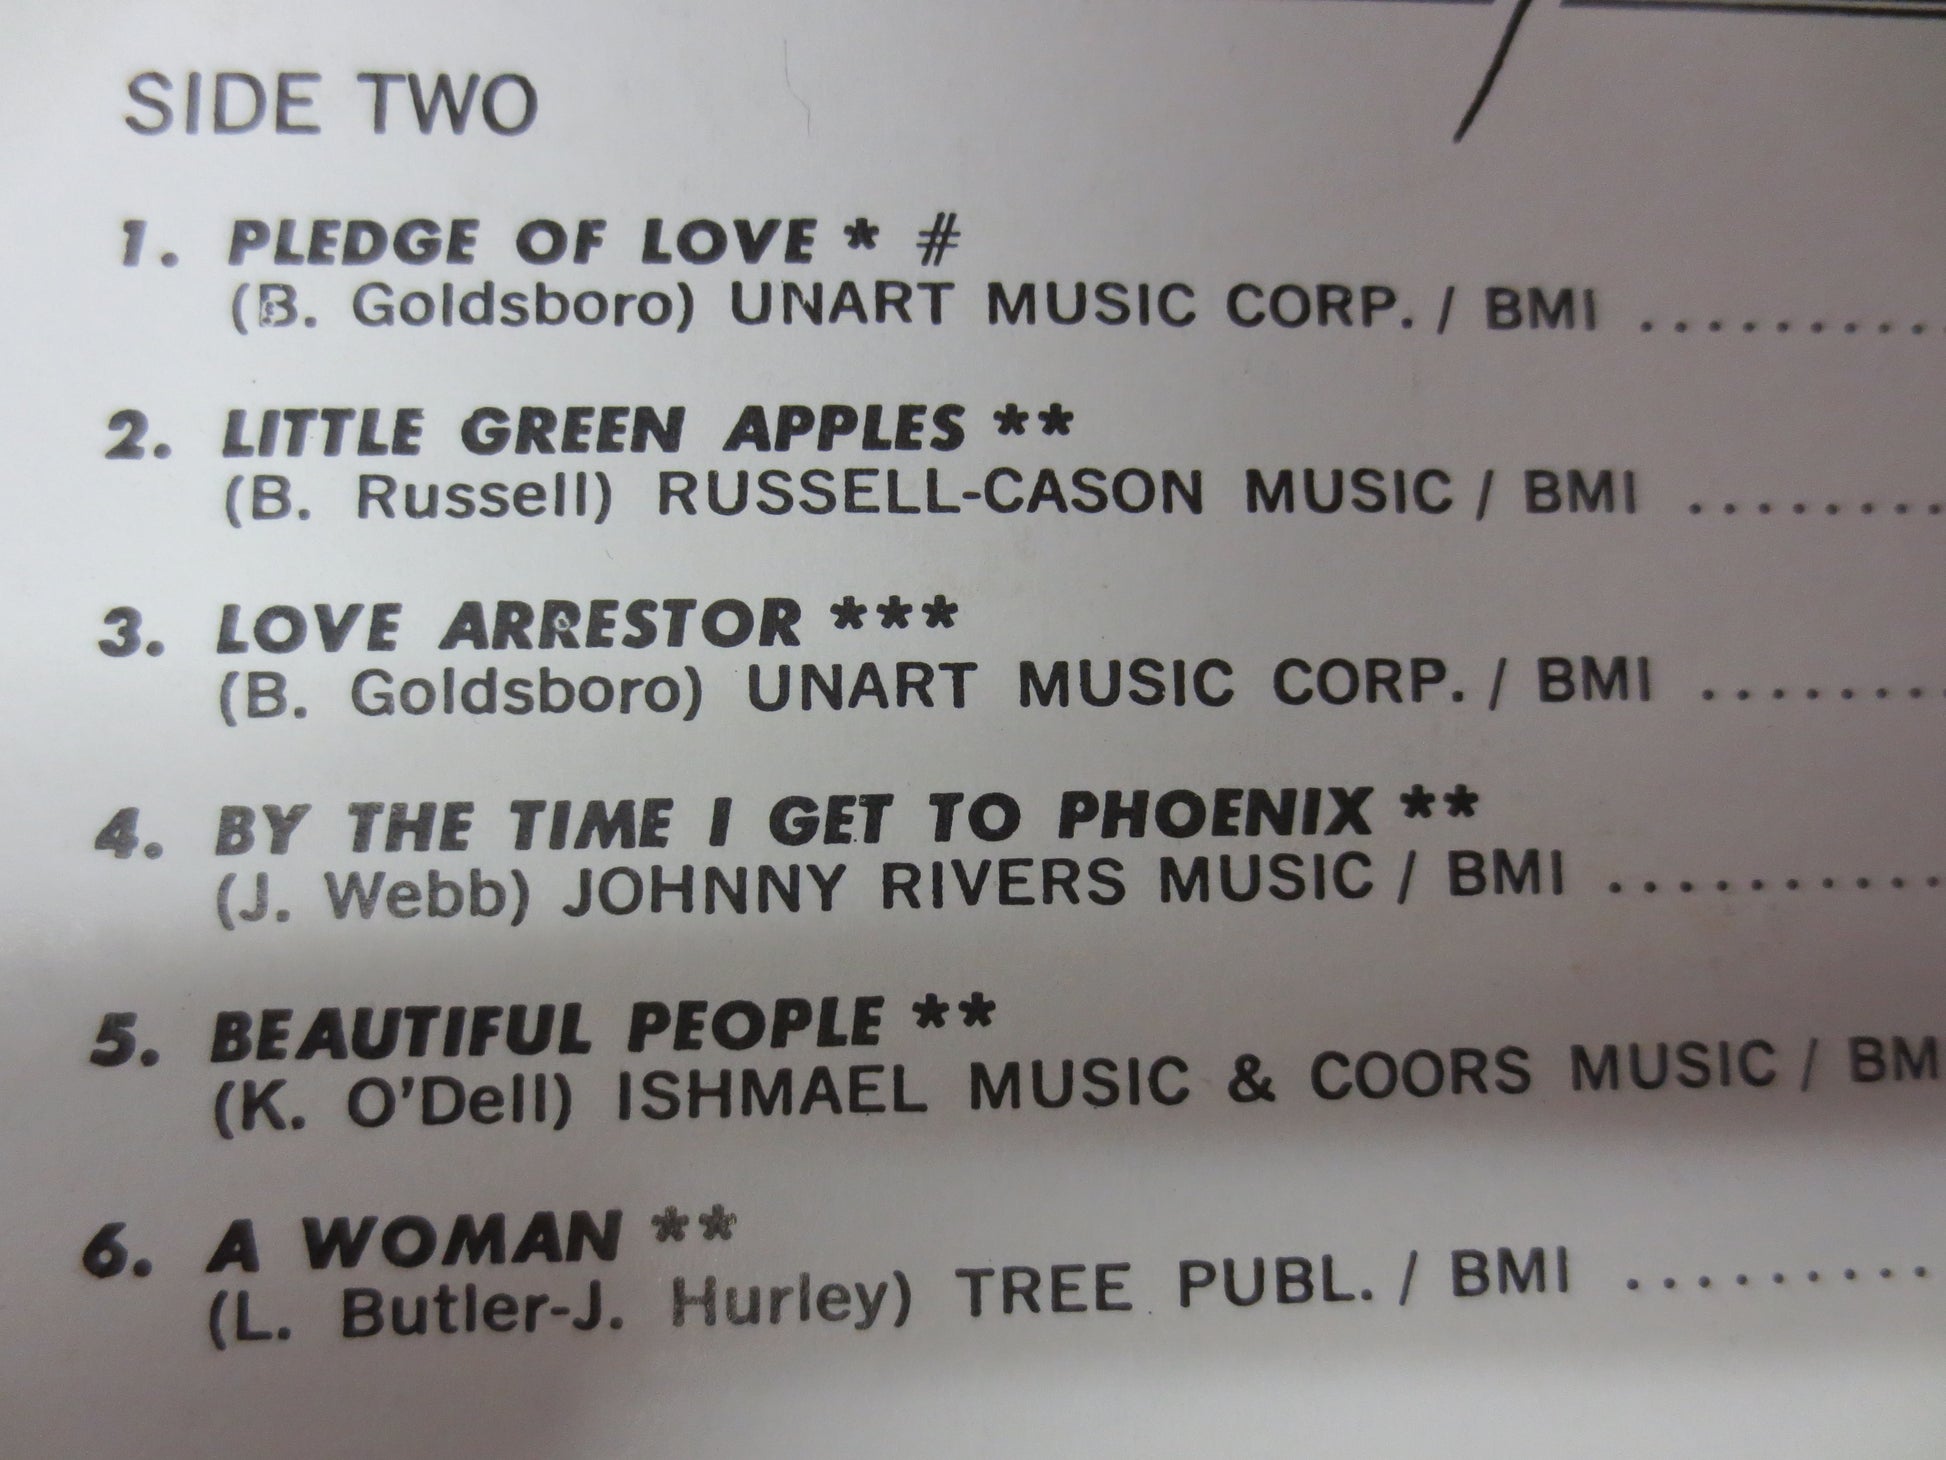 SIDE TWO
1. PLEDGE OF LOVE * #
(B. Goldsboro) UNART MUSIC CORP. / BMI ..........
2. LITTLE GREEN APPLES **
(B. Russell) RUSSELL-CASON MUSIC / BMI ........
3. LOVE ARRESTOR ***
(B. Goldsboro) UNART MUSIC CORP. / BMI ........
4. BY THE TIME I GET TO PHOENIX **
(J. Webb) JOHNNY RIVERS MUSIC / BMI ...........
5. BEAUTIFUL PEOPLE **
(K. O'Dell) ISHMAEL MUSIC & COORS MUSIC / BM
6. A WOMAN **
(L. Butler-J. Hurley) TREE PUBL. / BMI ..........